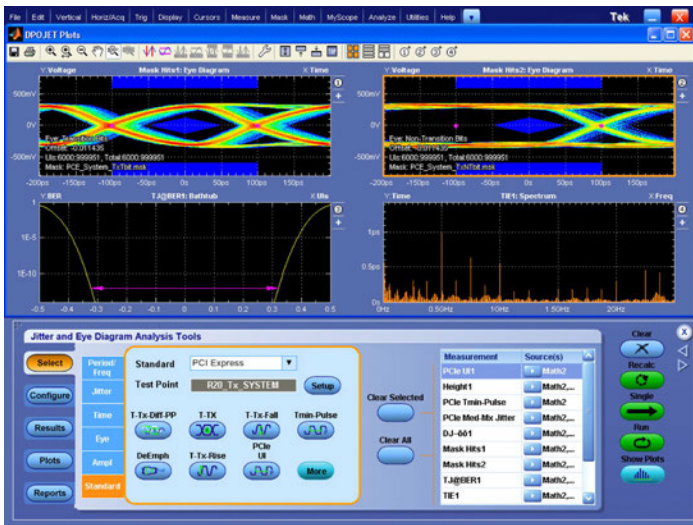 File Edit Vertical Horiz/Acq Trig Display Cursors Measure Mask Math MyScope Analyze Utilities Help Tek
DPOJET Plots
Y:Voltage Mask Hits1: Eye Diagram X:Time
500mV
0V
-500mV
Eye: Transition Bits
Offset: -0.011435
UIs:6000:999951, Total:6000:999951
Mask: PCE_System_TxTbit.msk
-200ps -150ps -100ps -50ps 0s 50ps 100ps 150ps
Y:Voltage Mask Hits2: Eye Diagram X:Time
500mV
0V
-500mV
Eye: Non-Transition Bits
Offset: -0.011435
UIs:6000:999951, Total:6000:999951
Mask: PCE_System_TxNTbit.msk
-200ps -150ps -100ps -50ps 0s 50ps 100ps 150ps
Y:BER TJ@BER1: Bathtub X:UIs
1E-5
1E-10
-0.5 -0.4 -0.3 -0.2 -0.1 0 0.1 0.2 0.3 0.4 0.5
Y:Time TIE1: Spectrum X:Freq
1ps
0.5ps
0s
0Hz 0.50GHz 10GHz 1.50GHz 20GHz
Jitter and Eye Diagram Analysis Tools
Select
Configure
Results
Plots
Reports
Period/
Freq
Jitter
Time
Eye
Ampl
Standard
Standard PCI Express
Test Point R20_Tx_SYSTEM Setup
T-Tx-Diff-PP T-TX T-Tx-Fall Tmin-Pulse
DeEmph T-Tx-Rise PCIe
UI More
Clear Selected
Clear All
Measurement Source(s)
PCIe UI1 Math2
Height1 Math2,...
PCIe Tmin-Pulse Math2
PCIe Med-Mx Jitter Math2
DJ-δδ1 Math2,...
Mask Hits1 Math2,...
Mask Hits2 Math2,...
TJ@BER1 Math2,...
TIE1 Math2,...
Clear
Recalc
Single
Run
Show Plots